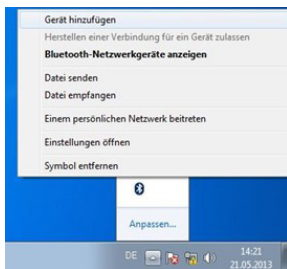 Gerät hinzufügen
Herstellen einer Verbindung für ein Gerät zulassen
Bluetooth-Netzwerkgeräte anzeigen
Datei senden
Datei empfangen
Einem persönlichen Netzwerk beitreten
Einstellungen öffnen
Symbol entfernen
Anpassen...
DE
14:21
21.05.2013